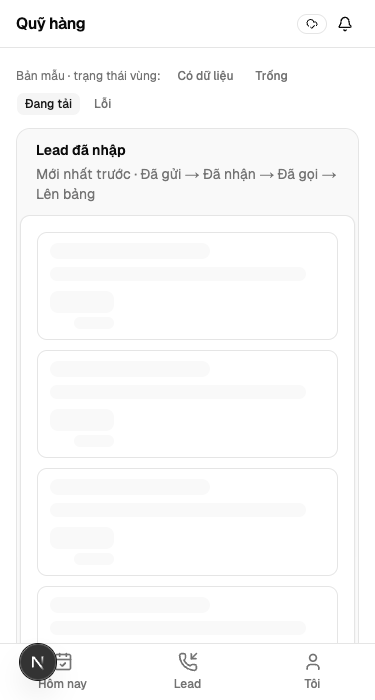 Quỹ hàng
Bản mẫu · trạng thái vùng: Có dữ liệu Trống
Đang tải Lỗi
Lead đã nhập
Mới nhất trước · Đã gửi → Đã nhận → Đã gọi →
Lên bảng
N
Hôm nay Lead Tôi